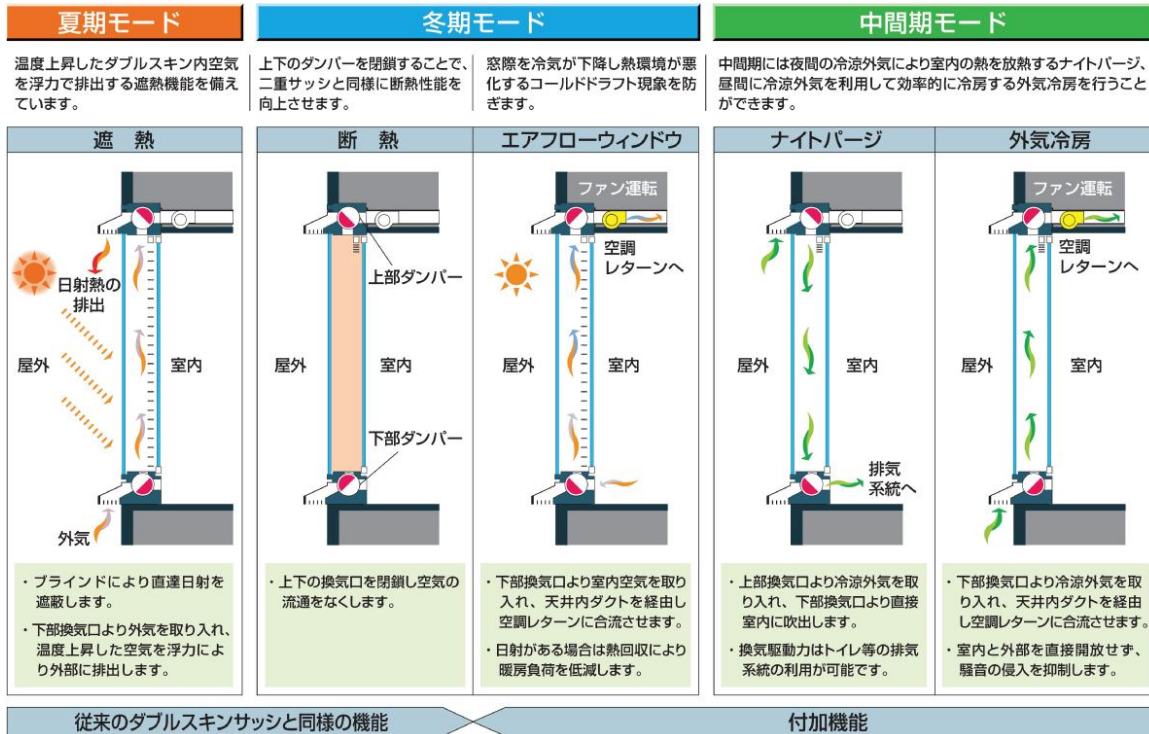 夏期モード
冬期モード
中間期モード
温度上昇したダブルスキン内空気
を浮力で排出する遮熱機能を備え
ています。
上下のダンパーを閉鎖することで、
二重サッシと同様に断熱性能を
向上させます。
窓際を冷気が下降し熱環境が悪
化するコールドドラフト現象を防
ぎます。
中間期には夜間の冷涼外気により室内の熱を放熱するナイトパージ、
昼間に冷涼外気を利用して効率的に冷房する外気冷房を行うこと
ができます。
遮 熱
断 熱
エアフローウィンドウ
ナイトパージ
外気冷房
日射熱の
排出
屋外
室内
外気
上部ダンパー
屋外
室内
下部ダンパー
ファン運転
空調
レターンへ
屋外
室内
屋外
室内
排気
系統へ
ファン運転
空調
レターンへ
屋外
室内
・ブラインドにより直達日射を
遮蔽します。
・下部換気口より外気を取り入れ、
温度上昇した空気を浮力によ
り外部に排出します。
・上下の換気口を閉鎖し空気の
流通をなくします。
・下部換気口より室内空気を取り
入れ、天井内ダクトを経由し
空調レターンに合流させます。
・日射がある場合は熱回収により
暖房負荷を低減します。
・上部換気口より冷涼外気を取
り入れ、下部換気口より直接
室内に吹出します。
・換気駆動力はトイレ等の排気
系統の利用が可能です。
・下部換気口より冷涼外気を取
り入れ、天井内ダクトを経由
し空調レターンに合流させます。
・室内と外部を直接開放せず、
騒音の侵入を抑制します。
従来のダブルスキンサッシと同様の機能
付加機能